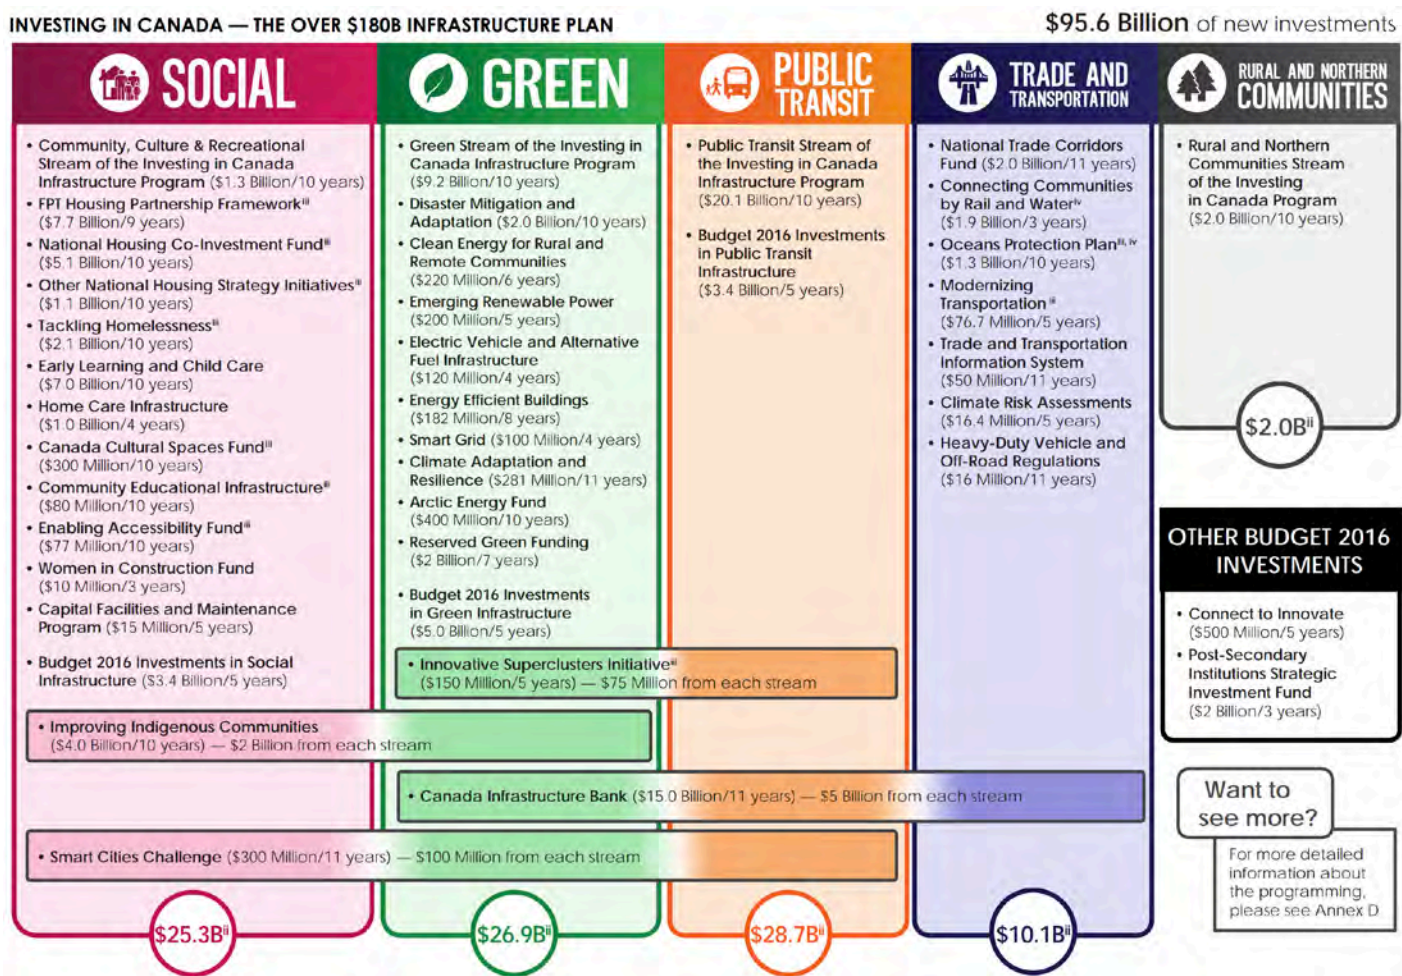 INVESTING IN CANADA — THE OVER $180B INFRASTRUCTURE PLAN
$95.6 Billion of new investments
SOCIAL
• Community, Culture & Recreational
Stream of the Investing in Canada
Infrastructure Program ($1.3 Billion/10 years)
• FPT Housing Partnership Frameworkⁱⁱⁱ
($7.7 Billion/9 years)
• National Housing Co-Investment Fundⁱⁱⁱ
($5.1 Billion/10 years)
• Other National Housing Strategy Initiativesⁱⁱⁱ
($1.1 Billion/10 years)
• Tackling Homelessnessⁱⁱⁱ
($2.1 Billion/10 years)
• Early Learning and Child Care
($7.0 Billion/10 years)
• Home Care Infrastructure
($1.0 Billion/4 years)
• Canada Cultural Spaces Fundⁱⁱⁱ
($300 Million/10 years)
• Community Educational Infrastructureⁱⁱⁱ
($80 Million/10 years)
• Enabling Accessibility Fundⁱⁱⁱ
($77 Million/10 years)
• Women in Construction Fund
($10 Million/3 years)
• Capital Facilities and Maintenance
Program ($15 Million/5 years)
• Budget 2016 Investments in Social
Infrastructure ($3.4 Billion/5 years)
GREEN
• Green Stream of the Investing in
Canada Infrastructure Program
($9.2 Billion/10 years)
• Disaster Mitigation and
Adaptation ($2.0 Billion/10 years)
• Clean Energy for Rural and
Remote Communities
($220 Million/6 years)
• Emerging Renewable Power
($200 Million/5 years)
• Electric Vehicle and Alternative
Fuel Infrastructure
($120 Million/4 years)
• Energy Efficient Buildings
($182 Million/8 years)
• Smart Grid ($100 Million/4 years)
• Climate Adaptation and
Resilience ($281 Million/11 years)
• Arctic Energy Fund
($400 Million/10 years)
• Reserved Green Funding
($2 Billion/7 years)
• Budget 2016 Investments
in Green Infrastructure
($5.0 Billion/5 years)
PUBLIC
TRANSIT
• Public Transit Stream of
the Investing in Canada
Infrastructure Program
($20.1 Billion/10 years)
• Budget 2016 Investments
in Public Transit
Infrastructure
($3.4 Billion/5 years)
TRADE AND
TRANSPORTATION
• National Trade Corridors
Fund ($2.0 Billion/11 years)
• Connecting Communities
by Rail and Waterⁱᵛ
($1.9 Billion/3 years)
• Oceans Protection Planⁱⁱⁱ, ⁱᵛ
($1.3 Billion/10 years)
• Modernizing
Transportation ⁱⁱⁱ
($76.7 Million/5 years)
• Trade and Transportation
Information System
($50 Million/11 years)
• Climate Risk Assessments
($16.4 Million/5 years)
• Heavy-Duty Vehicle and
Off-Road Regulations
($16 Million/11 years)
• Innovative Superclusters Initiativeⁱⁱⁱ
($150 Million/5 years) — $75 Million from each stream
• Improving Indigenous Communities
($4.0 Billion/10 years) — $2 Billion from each stream
• Canada Infrastructure Bank ($15.0 Billion/11 years) — $5 Billion from each stream
• Smart Cities Challenge ($300 Million/11 years) — $100 Million from each stream
$25.3Bⁱⁱ
$26.9Bⁱⁱ
$28.7Bⁱⁱ
$10.1Bⁱⁱ
RURAL AND NORTHERN
COMMUNITIES
• Rural and Northern
Communities Stream
of the Investing
in Canada Program
($2.0 Billion/10 years)
$2.0Bⁱⁱ
OTHER BUDGET 2016
INVESTMENTS
• Connect to Innovate
($500 Million/5 years)
• Post-Secondary
Institutions Strategic
Investment Fund
($2 Billion/3 years)
Want to
see more?
For more detailed
information about
the programming,
please see Annex D